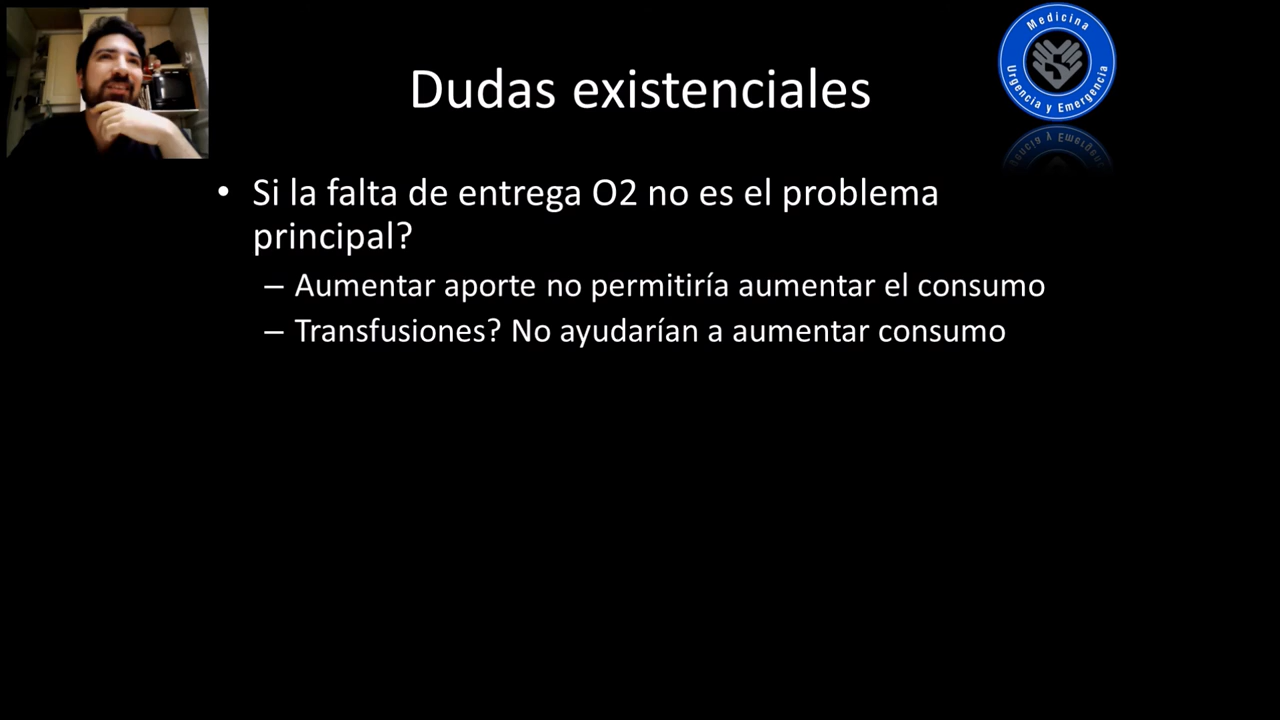 Medicina
Urgencia y Emergencia
Dudas existenciales
• Si la falta de entrega O2 no es el problema
principal?
– Aumentar aporte no permitiría aumentar el consumo
– Transfusiones? No ayudarían a aumentar consumo